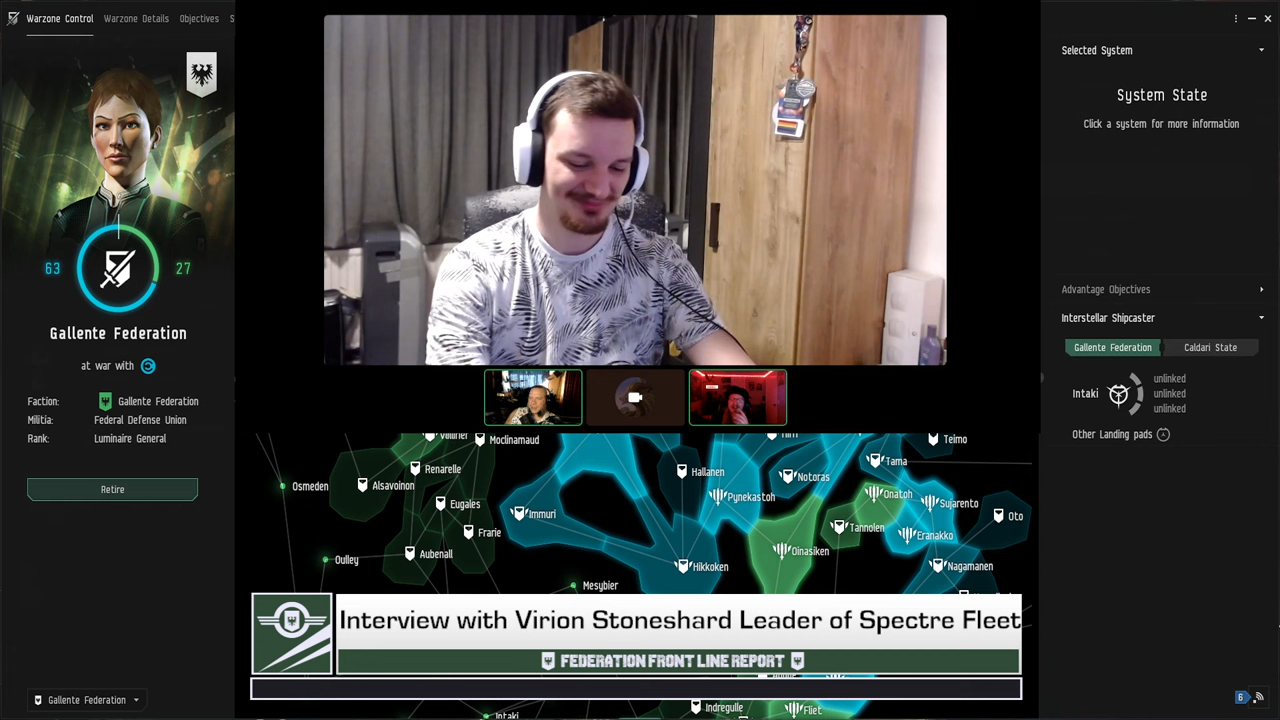 Warzone Control
Warzone Details
Objectives
S
63
27
Gallente Federation
at war with
Faction:
Gallente Federation
Militia:
Federal Defense Union
Rank:
Luminaire General
Retire
Gallente Federation
Moclinamaud
Renarelle
Osmeden
Alsavoinon
Eugales
Frarie
Oulley
Aubenall
Mesybier
Immuri
Hallanen
Pynekastoh
Notoras
Tama
Teimo
Onatoh
Sujarento
Oto
Tannolen
Eranakko
Oinasiken
Hikkoken
Nagamanen
Interview with Virion Stoneshard Leader of Spectre Fleet
FEDERATION FRONT LINE REPORT
Indregulle
Fliet
Intaki
Selected System
System State
Click a system for more information
Advantage Objectives
Interstellar Shipcaster
Gallente Federation
Caldari State
Intaki
unlinked
unlinked
unlinked
Other Landing pads
6